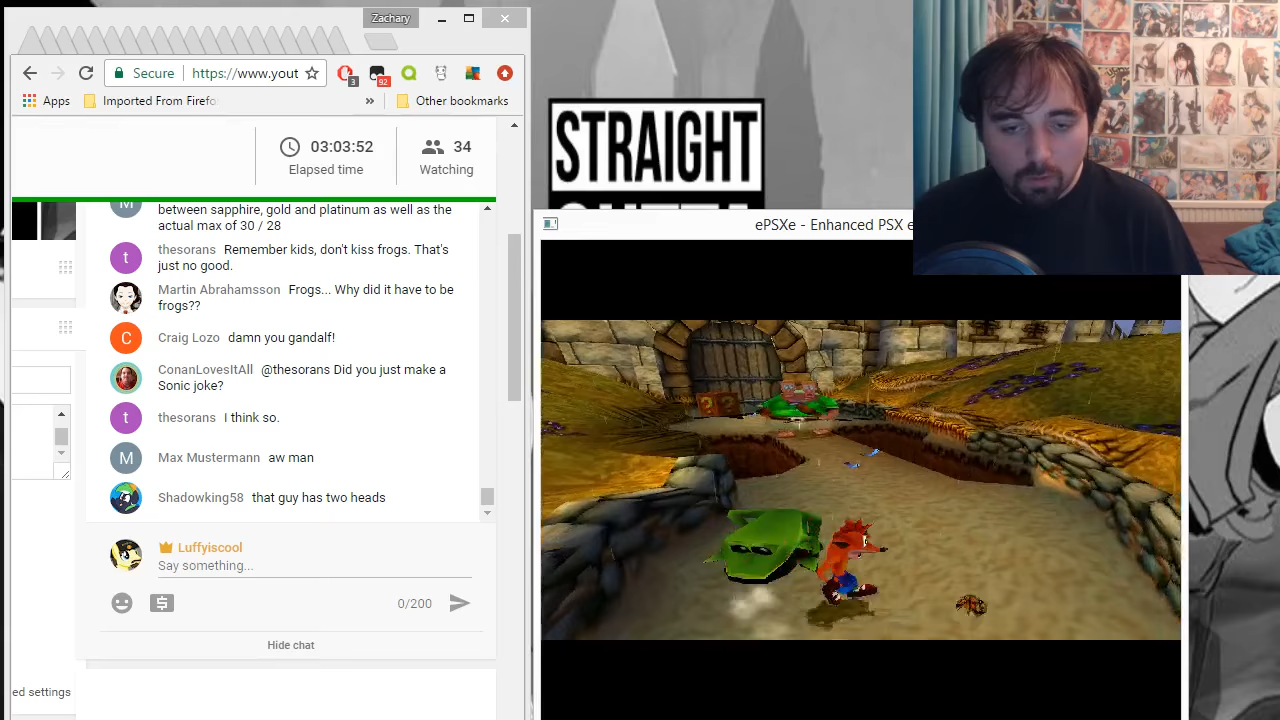 Zachary
Secure https://www.yout
3
92
Apps Imported From Firefo » Other bookmarks
03:03:52
Elapsed time
34
Watching
between sapphire, gold and platinum as well as the
actual max of 30 / 28
thesorans Remember kids, don't kiss frogs. That's
just no good.
Martin Abrahamsson Frogs... Why did it have to be
frogs??
Craig Lozo damn you gandalf!
ConanLovesItAll @thesorans Did you just make a
Sonic joke?
thesorans I think so.
Max Mustermann aw man
Shadowking58 that guy has two heads
Luffyiscool
Say something...
0/200
Hide chat
ed settings
STRAIGHT
ePSXe - Enhanced PSX e
t
C
t
M